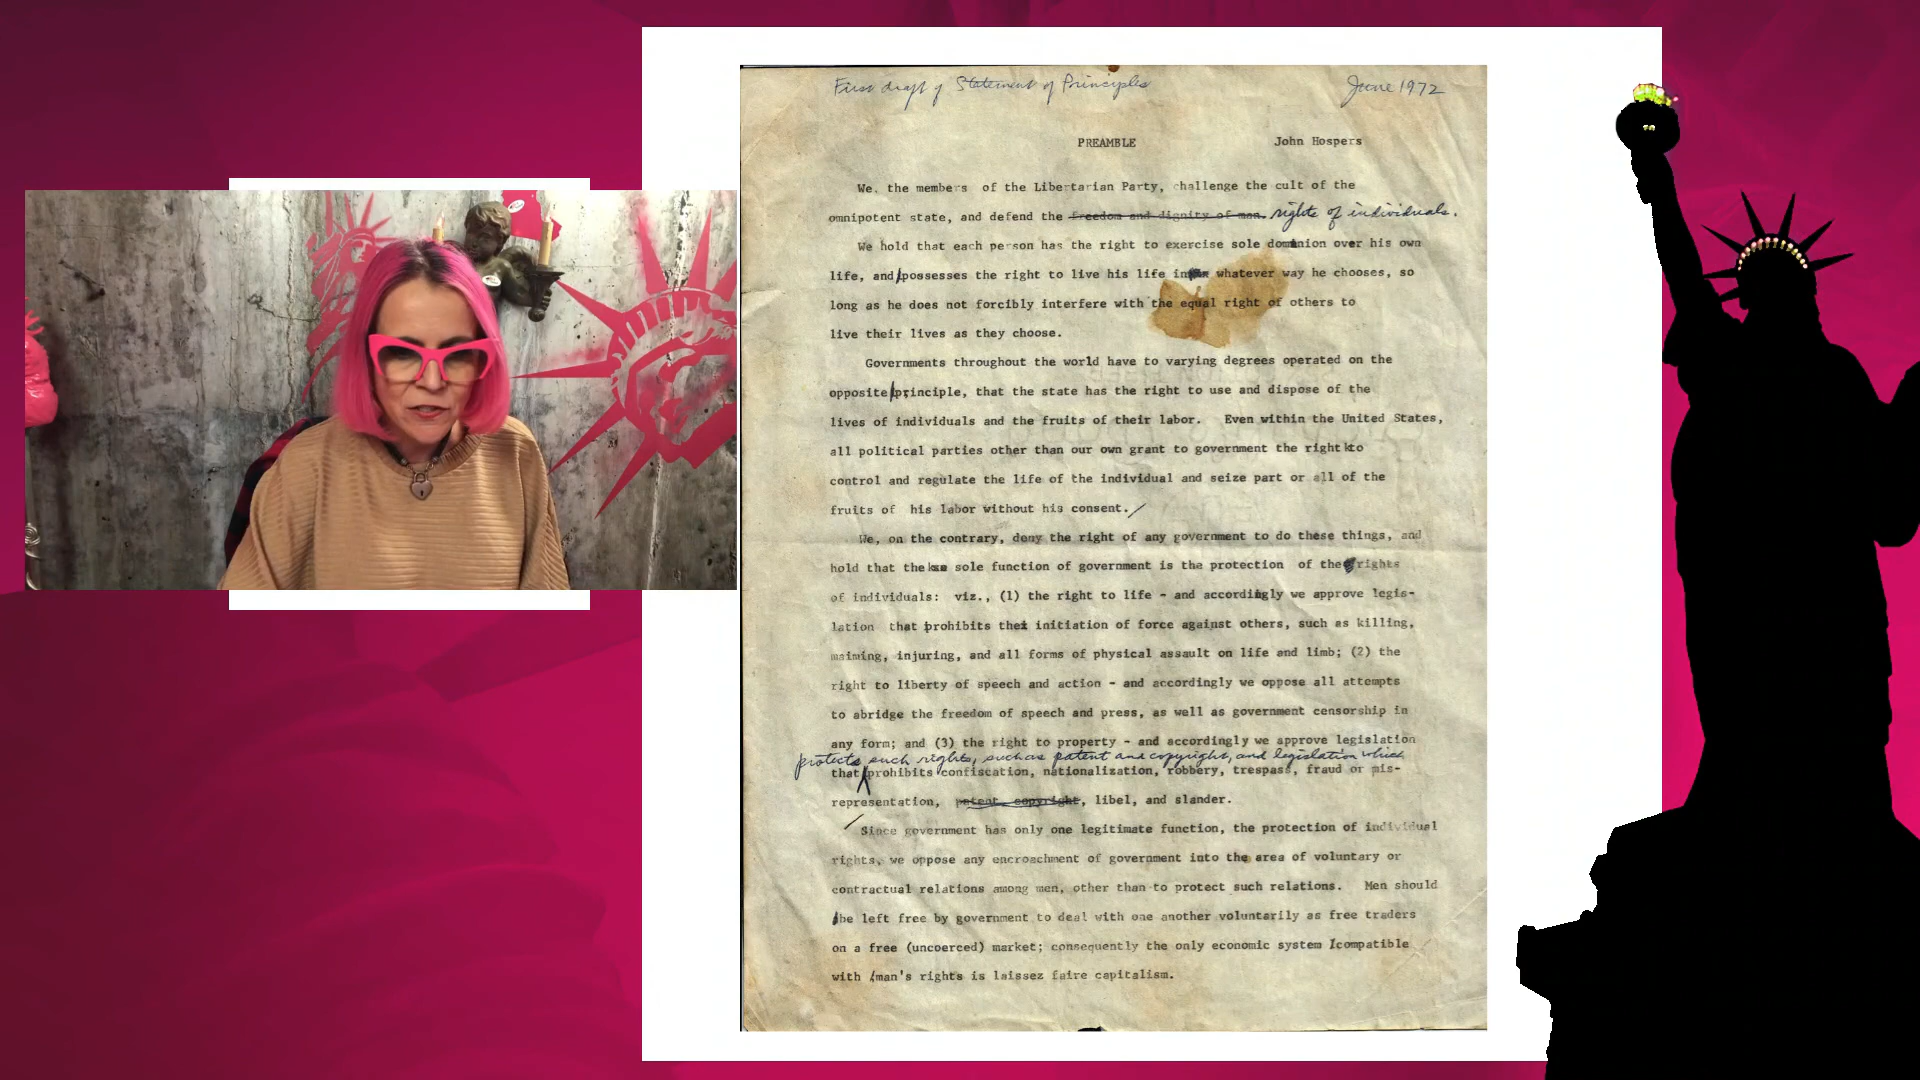 First draft of Statement of Principles June 1972
PREAMBLE John Hospers
We, the members of the Libertarian Party, challenge the cult of the
omnipotent state, and defend the freedom and dignity of man. rights of individuals.
We hold that each person has the right to exercise sole dominion over his own
life, and possesses the right to live his life in whatever way he chooses, so
long as he does not forcibly interfere with the equal right of others to
live their lives as they choose.
Governments throughout the world have to varying degrees operated on the
opposite principle, that the state has the right to use and dispose of the
lives of individuals and the fruits of their labor. Even within the United States,
all political parties other than our own grant to government the right to
control and regulate the life of the individual and seize part or all of the
fruits of his labor without his consent.
We, on the contrary, deny the right of any government to do these things, and
hold that the sole function of government is the protection of the rights
of individuals: viz., (1) the right to life - and accordingly we approve legis-
lation that prohibits the initiation of force against others, such as killing,
maiming, injuring, and all forms of physical assault on life and limb; (2) the
right to liberty of speech and action - and accordingly we oppose all attempts
to abridge the freedom of speech and press, as well as government censorship in
any form; and (3) the right to property - and accordingly we approve legislation
protects such rights, such as patent and copyright, and legislation which
that prohibits confiscation, nationalization, robbery, trespass, fraud or mis-
representation, patent, copyright, libel, and slander.
Since government has only one legitimate function, the protection of individual
rights, we oppose any encroachment of government into the area of voluntary or
contractual relations among men, other than to protect such relations. Men should
be left free by government to deal with one another voluntarily as free traders
on a free (uncoerced) market; consequently the only economic system compatible
with man's rights is laissez faire capitalism.